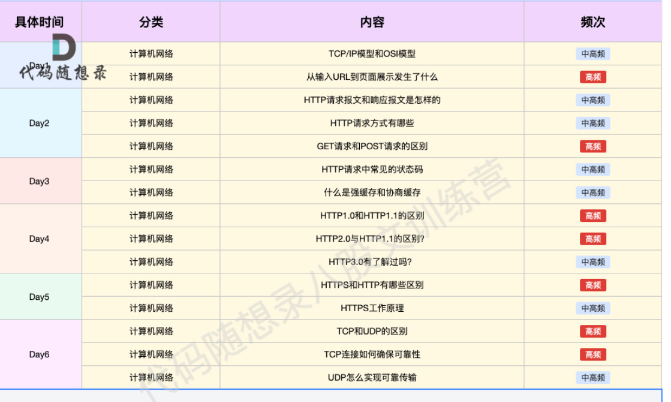 具体时间 分类 内容 频次
Day1 计算机网络 TCP/IP模型和OSI模型 中高频
代码随想录
计算机网络 从输入URL到页面展示发生了什么 高频
Day2 计算机网络 HTTP请求报文和响应报文是怎样的 中高频
计算机网络 HTTP请求方式有哪些 中高频
计算机网络 GET请求和POST请求的区别 高频
Day3 计算机网络 HTTP请求中常见的状态码 中高频
计算机网络 什么是强缓存和协商缓存 中高频
Day4 计算机网络 HTTP1.0和HTTP1.1的区别 高频
计算机网络 HTTP2.0与HTTP1.1的区别? 高频
计算机网络 HTTP3.0有了解过吗? 中高频
Day5 计算机网络 HTTPS和HTTP有哪些区别 高频
计算机网络 HTTPS工作原理 中高频
Day6 计算机网络 TCP和UDP的区别 高频
计算机网络 TCP连接如何确保可靠性 高频
计算机网络 UDP怎么实现可靠传输 中高频
代码随想录八股文训练营